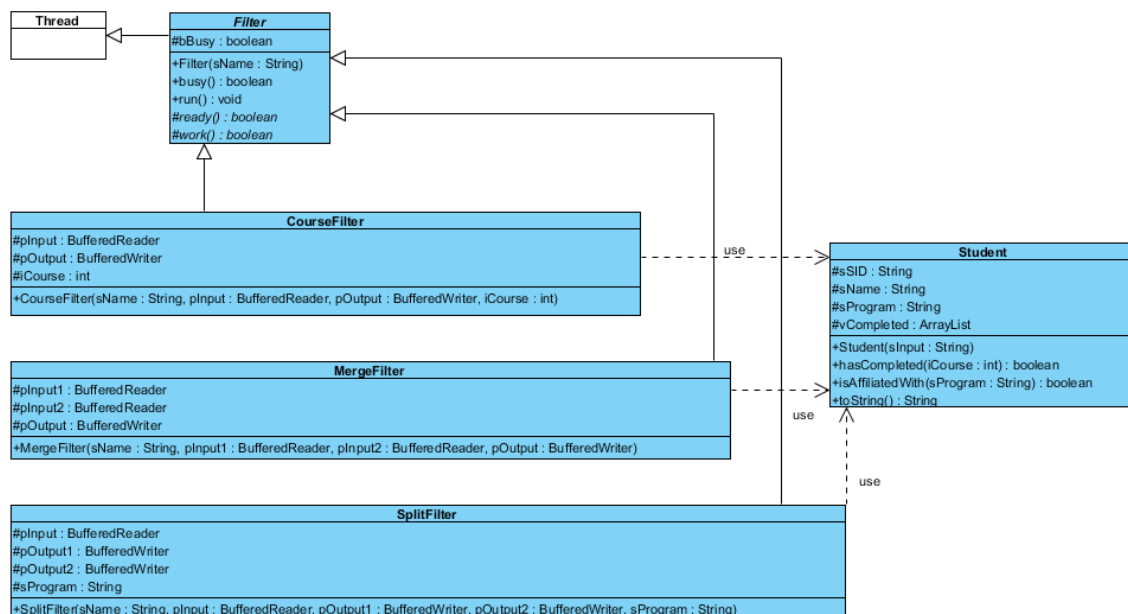 Thread
Filter
#bBusy : boolean
+Filter(sName : String)
+busy() : boolean
+run() : void
#ready() : boolean
#work() : boolean
CourseFilter
#pInput : BufferedReader
#pOutput : BufferedWriter
#iCourse : int
+CourseFilter(sName : String, pInput : BufferedReader, pOutput : BufferedWriter, iCourse : int)
use
Student
#sSID : String
#sName : String
#sProgram : String
#vCompleted : ArrayList
+Student(sInput : String)
+hasCompleted(iCourse : int) : boolean
+isAffiliatedWith(sProgram : String) : boolean
+toString() : String
MergeFilter
#pInput1 : BufferedReader
#pInput2 : BufferedReader
#pOutput : BufferedWriter
+MergeFilter(sName : String, pInput1 : BufferedReader, pInput2 : BufferedReader, pOutput : BufferedWriter)
use
use
SplitFilter
#pInput : BufferedReader
#pOutput1 : BufferedWriter
#pOutput2 : BufferedWriter
#sProgram : String
+SplitFilter(sName : String, pInput : BufferedReader, pOutput1 : BufferedWriter, pOutput2 : BufferedWriter, sProgram : String)